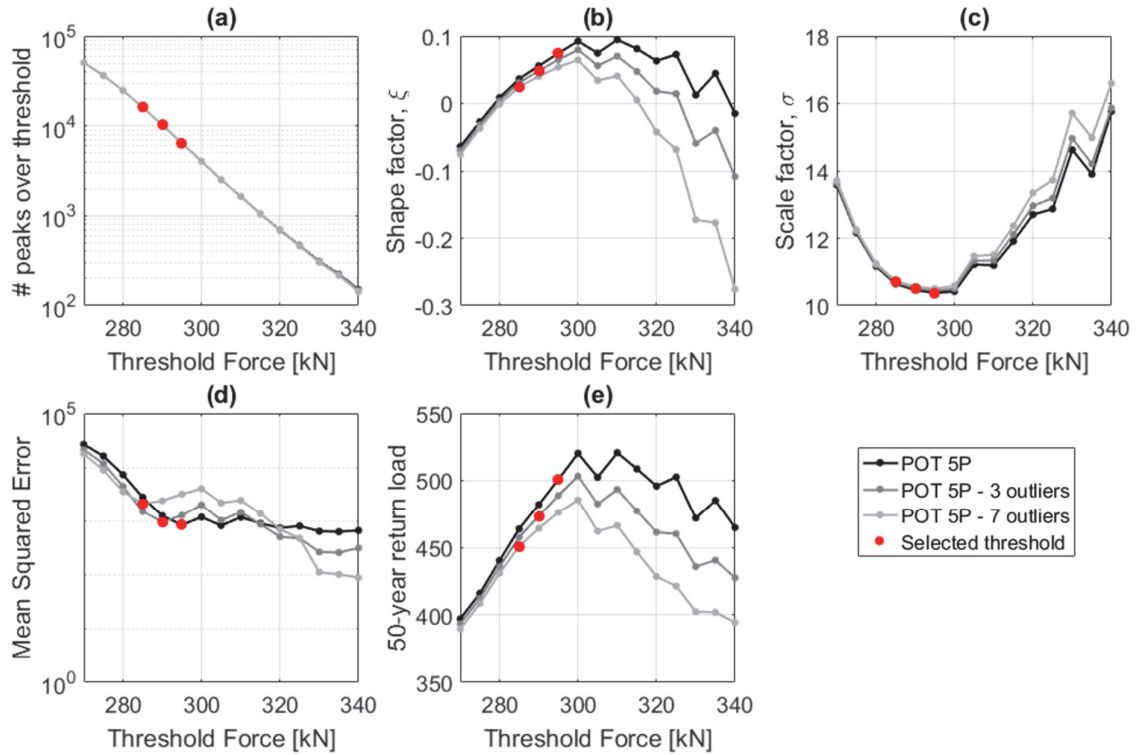 (a)
10^5
10^4
10^3
10^2
# peaks over threshold
280 300 320 340
Threshold Force [kN]
(b)
0.1
0
-0.1
-0.2
-0.3
Shape factor, ξ
280 300 320 340
Threshold Force [kN]
(c)
18
16
14
12
10
Scale factor, σ
280 300 320 340
Threshold Force [kN]
(d)
10^5
10^0
Mean Squared Error
280 300 320 340
Threshold Force [kN]
(e)
550
500
450
400
350
50-year return load
280 300 320 340
Threshold Force [kN]
POT 5P
POT 5P - 3 outliers
POT 5P - 7 outliers
Selected threshold